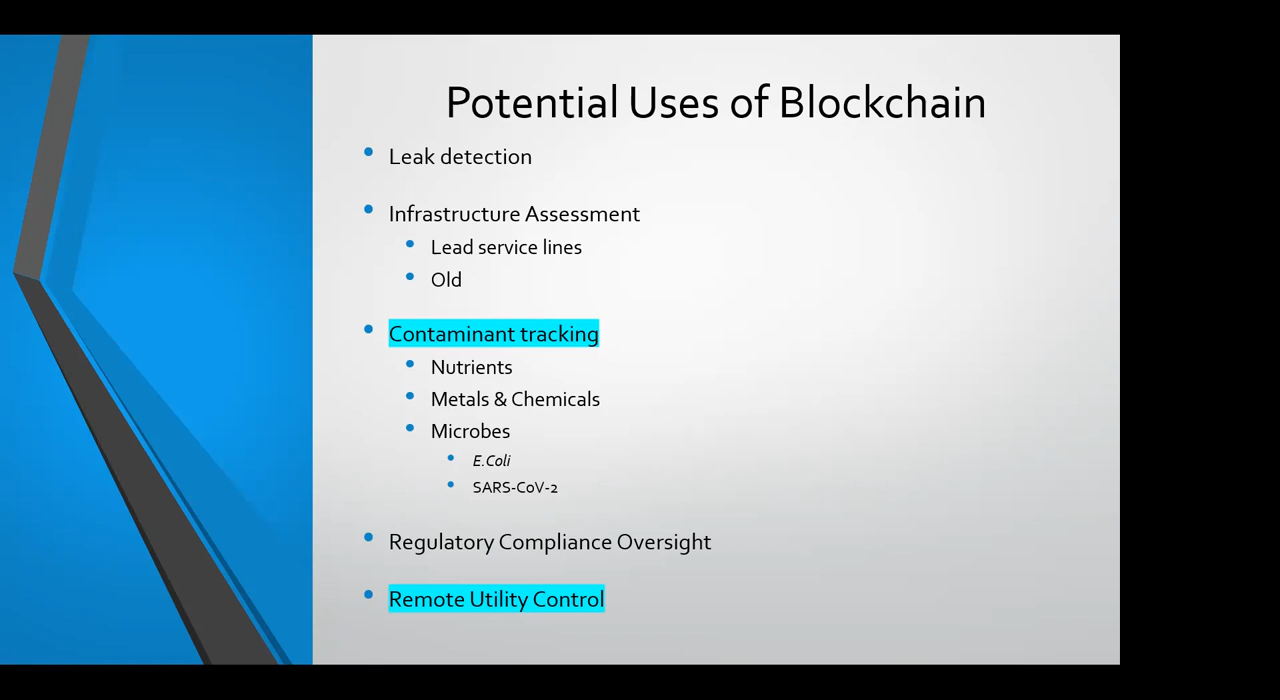 Potential Uses of Blockchain
Leak detection
Infrastructure Assessment
Lead service lines
Old
Contaminant tracking
Nutrients
Metals & Chemicals
Microbes
E.Coli
SARS-CoV-2
Regulatory Compliance Oversight
Remote Utility Control